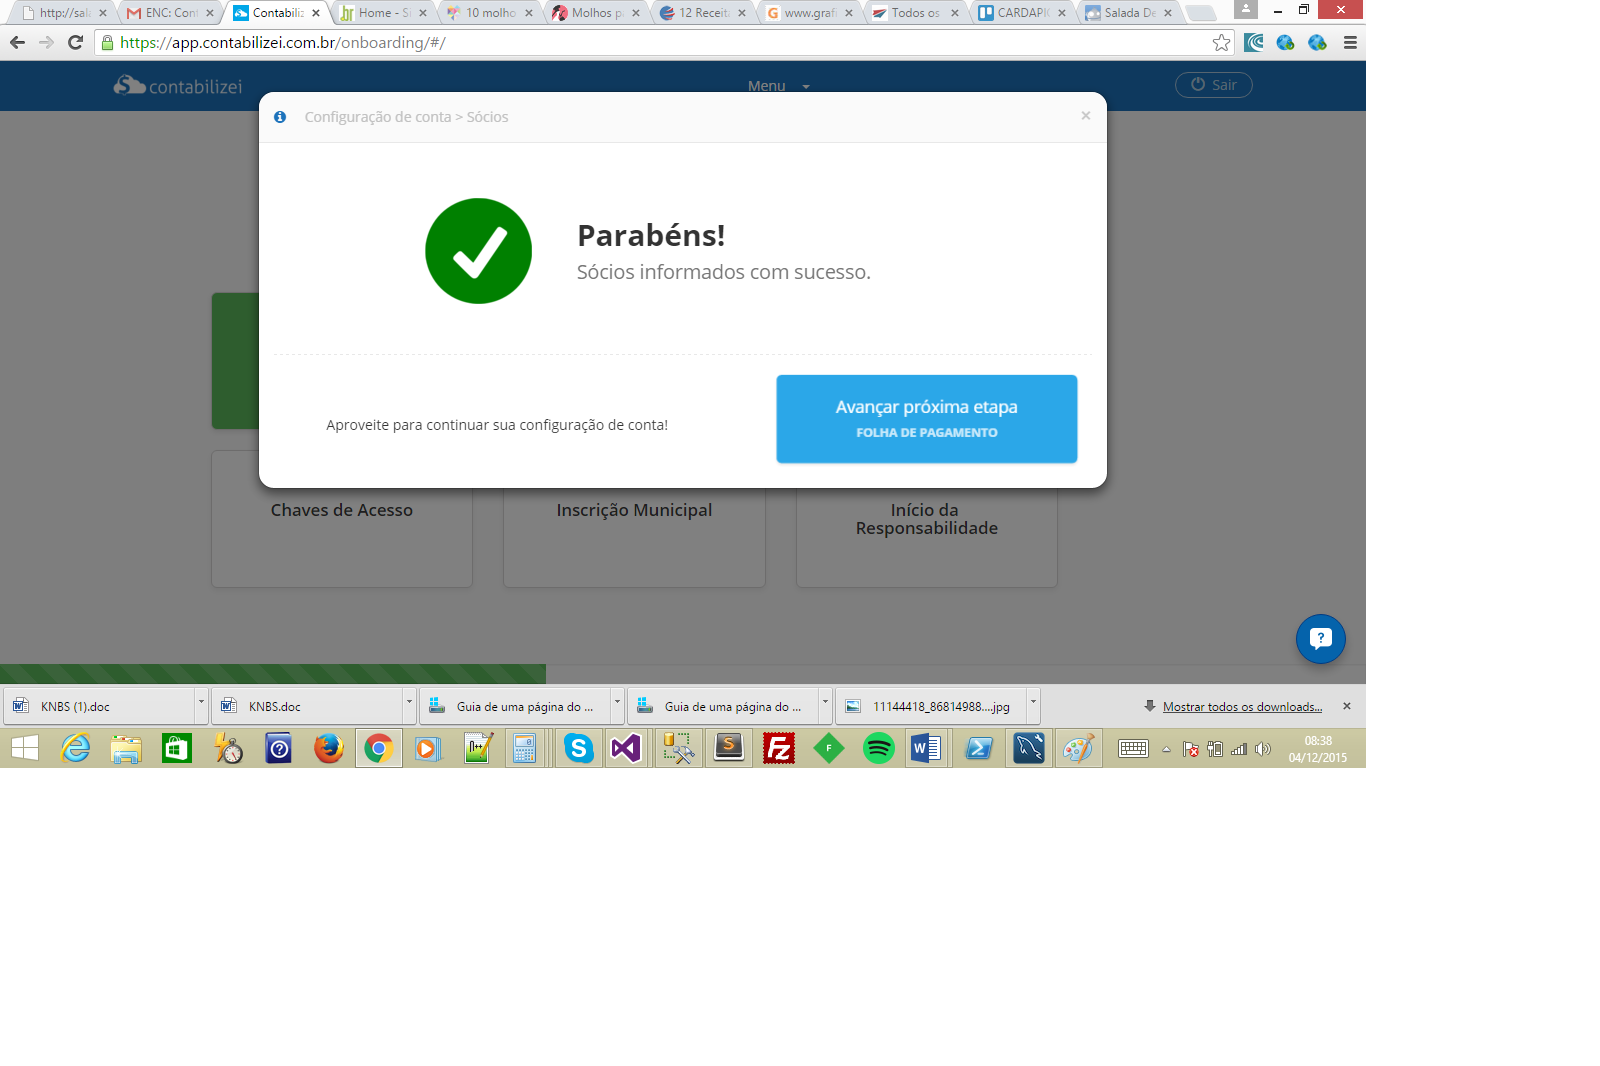 http://sal
ENC: Cont
Contabiliz
Home - Si
10 molho
Molhos p
12 Receit
www.grafi
Todos os
CARDAPI
Salada De
https://app.contabilizei.com.br/onboarding/#/
contabilizei
Menu
Sair
Configuração de conta > Sócios
Parabéns!
Sócios informados com sucesso.
Aproveite para continuar sua configuração de conta!
Avançar próxima etapa
FOLHA DE PAGAMENTO
Chaves de Acesso
Inscrição Municipal
Início da
Responsabilidade
KNBS (1).doc
KNBS.doc
Guia de uma página do ...
Guia de uma página do ...
11144418_86814988....jpg
Mostrar todos os downloads...
08:38
04/12/2015